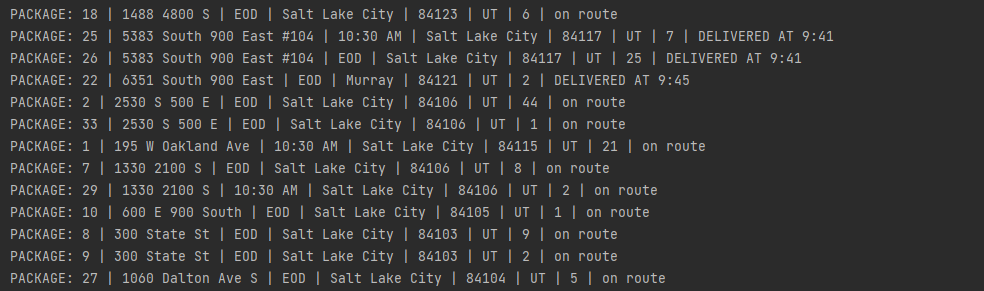 PACKAGE: 18 | 1488 4800 S | EOD | Salt Lake City | 84123 | UT | 6 | on route
PACKAGE: 25 | 5383 South 900 East #104 | 10:30 AM | Salt Lake City | 84117 | UT | 7 | DELIVERED AT 9:41
PACKAGE: 26 | 5383 South 900 East #104 | EOD | Salt Lake City | 84117 | UT | 25 | DELIVERED AT 9:41
PACKAGE: 22 | 6351 South 900 East | EOD | Murray | 84121 | UT | 2 | DELIVERED AT 9:45
PACKAGE: 2 | 2530 S 500 E | EOD | Salt Lake City | 84106 | UT | 44 | on route
PACKAGE: 33 | 2530 S 500 E | EOD | Salt Lake City | 84106 | UT | 1 | on route
PACKAGE: 1 | 195 W Oakland Ave | 10:30 AM | Salt Lake City | 84115 | UT | 21 | on route
PACKAGE: 7 | 1330 2100 S | EOD | Salt Lake City | 84106 | UT | 8 | on route
PACKAGE: 29 | 1330 2100 S | 10:30 AM | Salt Lake City | 84106 | UT | 2 | on route
PACKAGE: 10 | 600 E 900 South | EOD | Salt Lake City | 84105 | UT | 1 | on route
PACKAGE: 8 | 300 State St | EOD | Salt Lake City | 84103 | UT | 9 | on route
PACKAGE: 9 | 300 State St | EOD | Salt Lake City | 84103 | UT | 2 | on route
PACKAGE: 27 | 1060 Dalton Ave S | EOD | Salt Lake City | 84104 | UT | 5 | on route